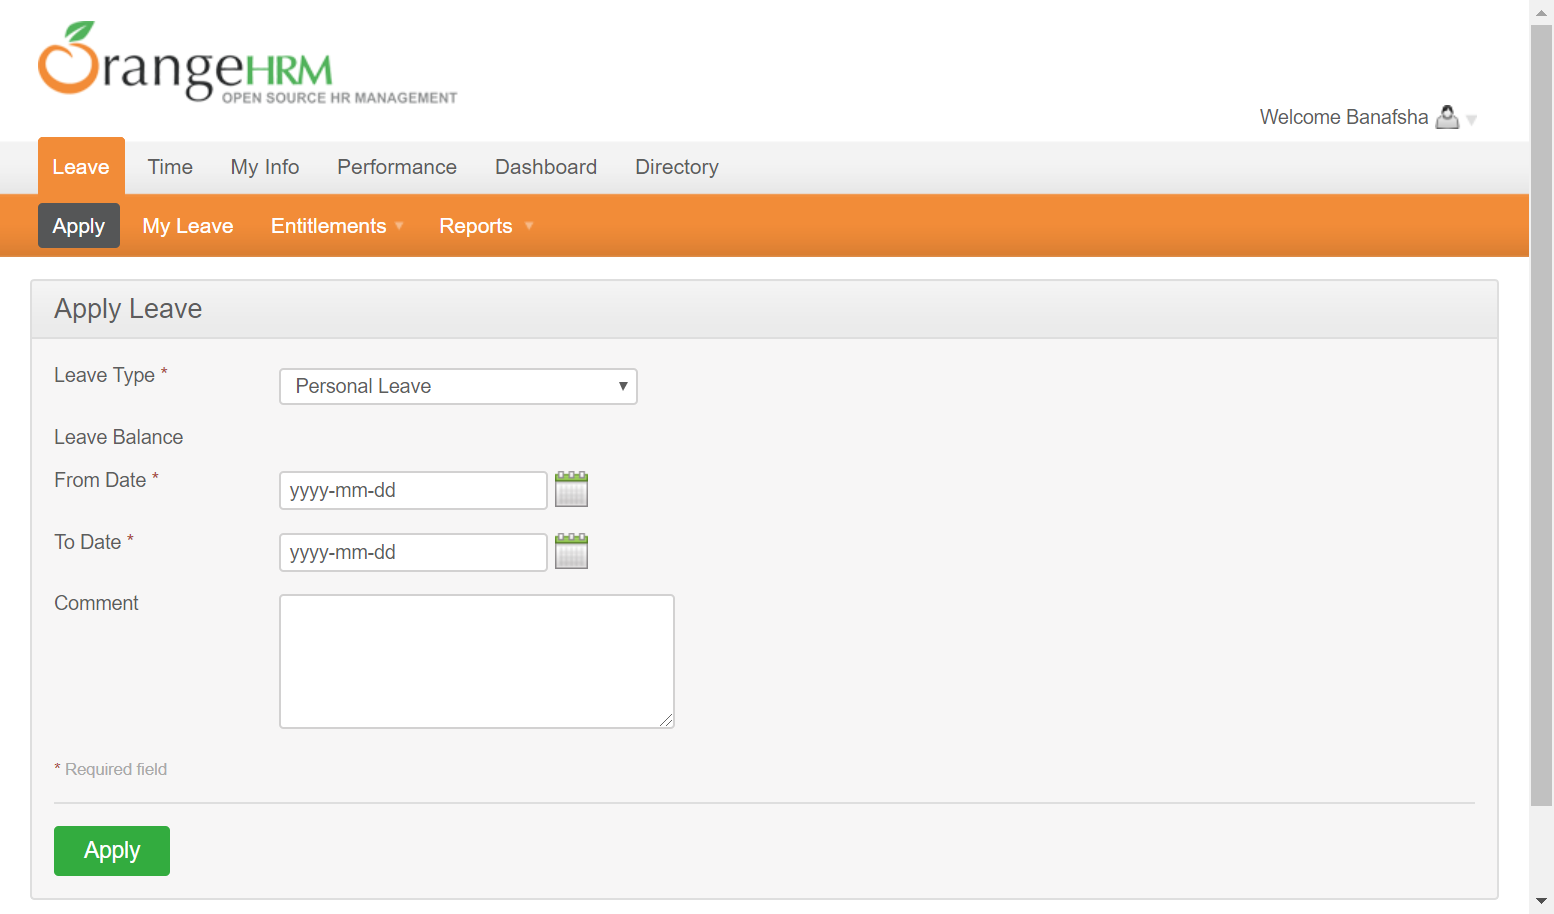 OrangeHRM
OPEN SOURCE HR MANAGEMENT
Welcome Banafsha
Leave Time My Info Performance Dashboard Directory
Apply My Leave Entitlements Reports
Apply Leave
Leave Type * Personal Leave
Leave Balance
From Date * yyyy-mm-dd
To Date * yyyy-mm-dd
Comment
* Required field
Apply